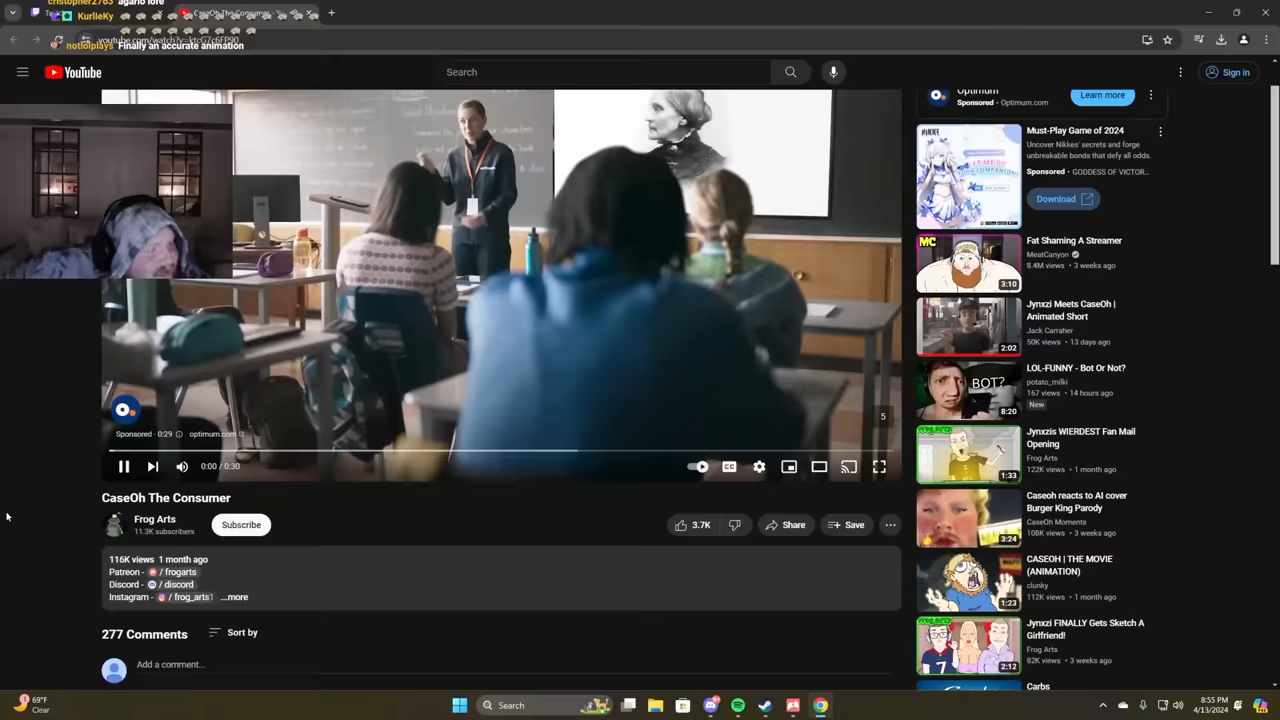 cristopher2763 agario lore
KurlieKy
notlolplays Finally an accurate animation
youtube.com/watch?v=ktcG7c6FP90
YouTube
Search
Sign in
Optimum
Sponsored • Optimum.com
Learn more
Must-Play Game of 2024
Uncover Nikkes' secrets and forge
unbreakable bonds that defy all odds.
Sponsored • GODDESS OF VICTOR...
Download
MC
Fat Shaming A Streamer
MeatCanyon
8.4M views • 3 weeks ago
3:10
Jynxzi Meets CaseOh |
Animated Short
Jack Carraher
50K views • 13 days ago
2:02
LOL-FUNNY - Bot Or Not?
potato_milki
167 views • 14 hours ago
New
BOT?
8:20
Jynxzis WIERDEST Fan Mail
Opening
Frog Arts
122K views • 1 month ago
1:33
Caseoh reacts to AI cover
Burger King Parody
CaseOh Moments
108K views • 3 weeks ago
3:24
CASEOH | THE MOVIE
(ANIMATION)
clunky
112K views • 1 month ago
1:23
Jynxzi FINALLY Gets Sketch A
Girlfriend!
Frog Arts
82K views • 3 weeks ago
2:12
Carbs
5
Sponsored · 0:29
optimum.com
0:00 / 0:30
CaseOh The Consumer
Frog Arts
11.3K subscribers
Subscribe
3.7K
Share
Save
116K views 1 month ago
Patreon - / frogarts
Discord - / discord
Instagram - / frog_arts1 ...more
277 Comments
Sort by
Add a comment...
69°F
Clear
Search
8:55 PM
4/13/2024